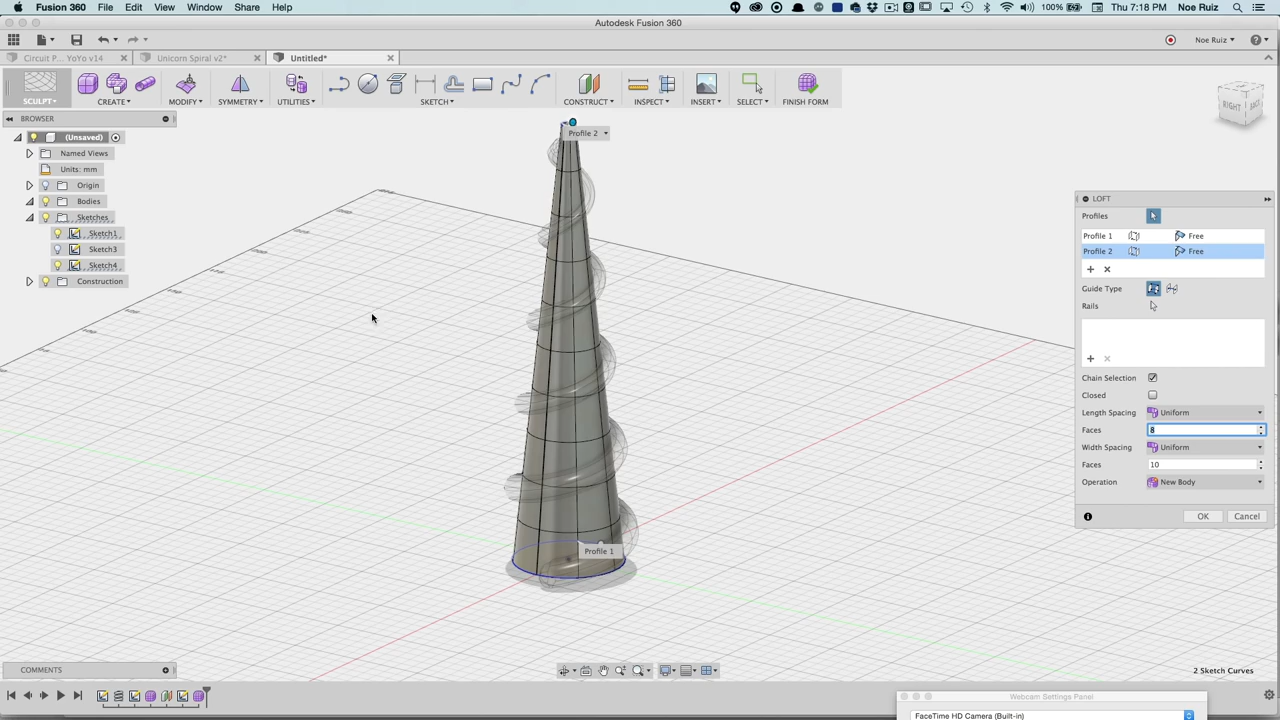 Fusion 360 File Edit View Window Share Help 100% Thu 7:18 PM Noe Ruiz
Autodesk Fusion 360
Noe Ruiz
Circuit P... YoYo v14 Unicorn Spiral v2* Untitled*
SCULPT CREATE MODIFY SYMMETRY UTILITIES SKETCH CONSTRUCT INSPECT INSERT SELECT FINISH FORM
BROWSER
(Unsaved)
Named Views
Units: mm
Origin
Bodies
Sketches
Sketch1
Sketch3
Sketch4
Construction
Profile 2
Profile 1
RIGHT
LOFT
Profiles
Profile 1 Free
Profile 2 Free
Guide Type
Rails
Chain Selection
Closed
Length Spacing Uniform
Faces 8
Width Spacing Uniform
Faces 10
Operation New Body
OK Cancel
COMMENTS
2 Sketch Curves
Webcam Settings Panel
FaceTime HD Camera (Built-in)